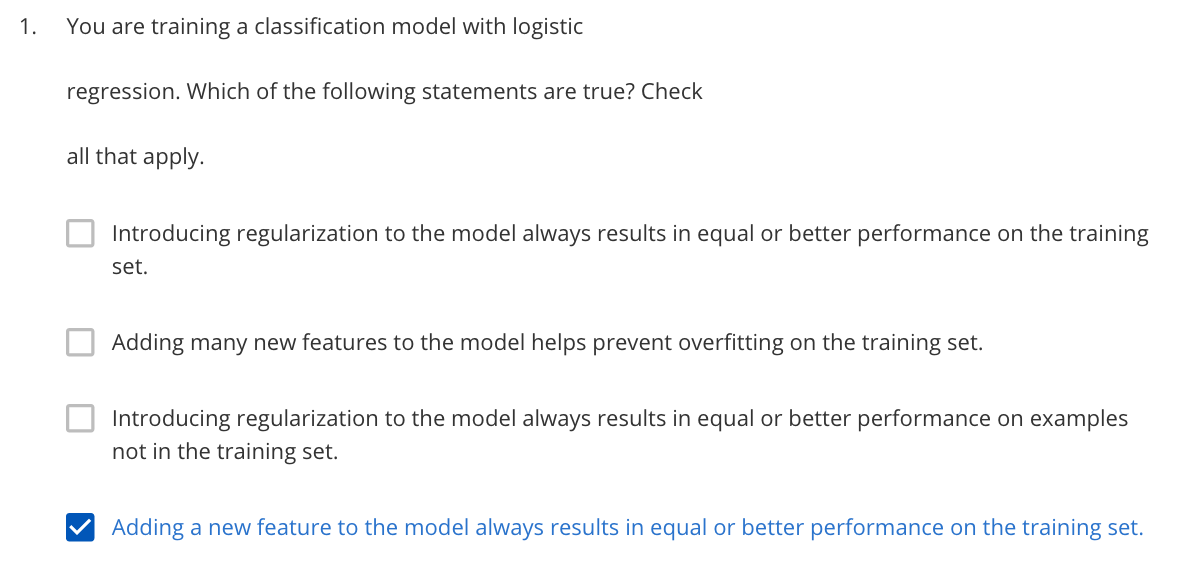 1. You are training a classification model with logistic
regression. Which of the following statements are true? Check
all that apply.
Introducing regularization to the model always results in equal or better performance on the training
set.
Adding many new features to the model helps prevent overfitting on the training set.
Introducing regularization to the model always results in equal or better performance on examples
not in the training set.
Adding a new feature to the model always results in equal or better performance on the training set.